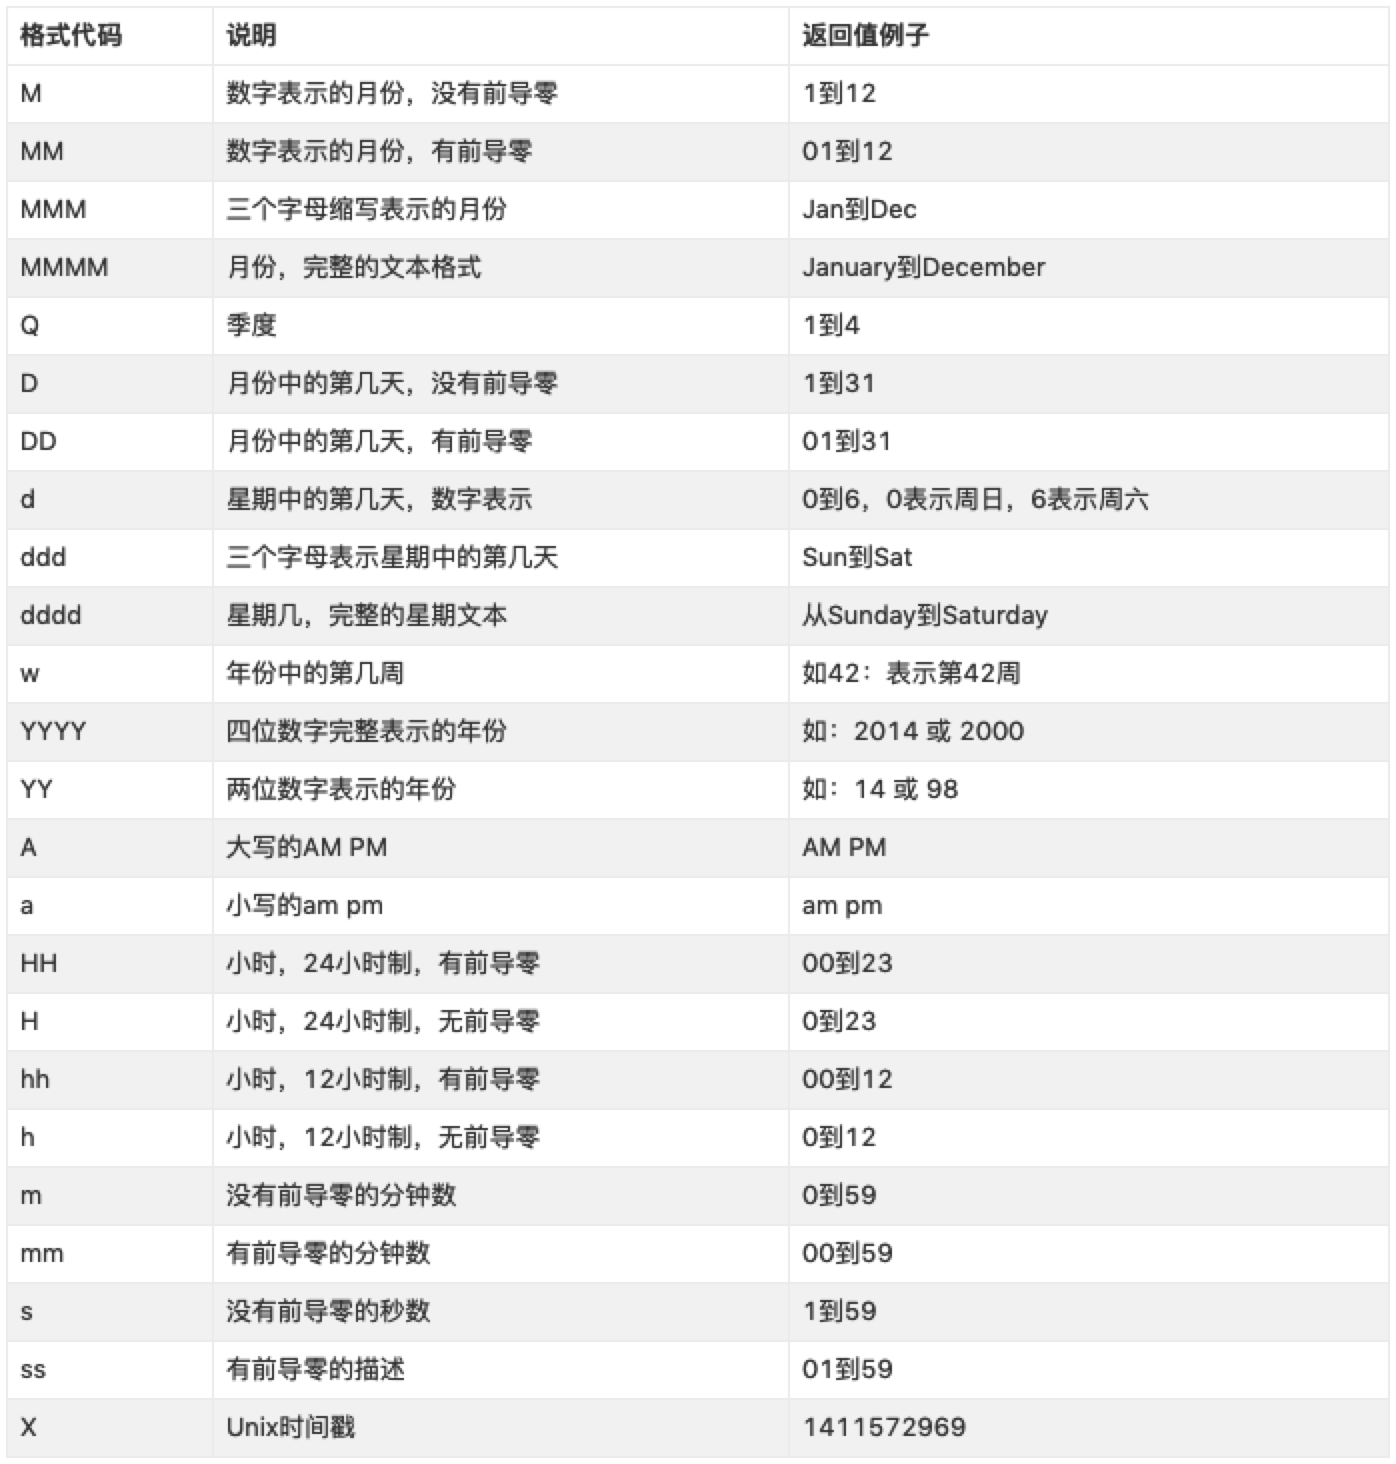 格式代码 说明 返回值例子
M 数字表示的月份，没有前导零 1到12
MM 数字表示的月份，有前导零 01到12
MMM 三个字母缩写表示的月份 Jan到Dec
MMMM 月份，完整的文本格式 January到December
Q 季度 1到4
D 月份中的第几天，没有前导零 1到31
DD 月份中的第几天，有前导零 01到31
d 星期中的第几天，数字表示 0到6，0表示周日，6表示周六
ddd 三个字母表示星期中的第几天 Sun到Sat
dddd 星期几，完整的星期文本 从Sunday到Saturday
w 年份中的第几周 如42：表示第42周
YYYY 四位数字完整表示的年份 如：2014 或 2000
YY 两位数字表示的年份 如：14 或 98
A 大写的AM PM AM PM
a 小写的am pm am pm
HH 小时，24小时制，有前导零 00到23
H 小时，24小时制，无前导零 0到23
hh 小时，12小时制，有前导零 00到12
h 小时，12小时制，无前导零 0到12
m 没有前导零的分钟数 0到59
mm 有前导零的分钟数 00到59
s 没有前导零的秒数 1到59
ss 有前导零的描述 01到59
X Unix时间戳 1411572969